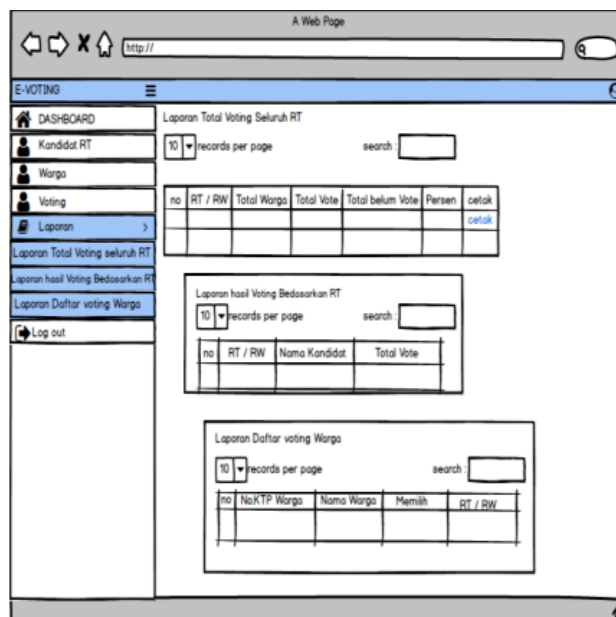 A Web Page
http://
E-VOTING
DASHBOARD
Kandidat RT
Warga
Voting
Laporan
Laporan Total Voting seluruh RT
Laporan hasil Voting Bedasarkan RT
Laporan Daftar voting Warga
Log out
Laporan Total Voting Seluruh RT
10 records per page search :
no RT / RW Total Warga Total Vote Total belum Vote Persen cetak
cetak
Laporan hasil Voting Bedasarkan RT
10 records per page search :
no RT / RW Nama Kandidat Total Vote
Laporan Daftar voting Warga
10 records per page search :
no No.KTP Warga Nama Warga Memilih RT / RW